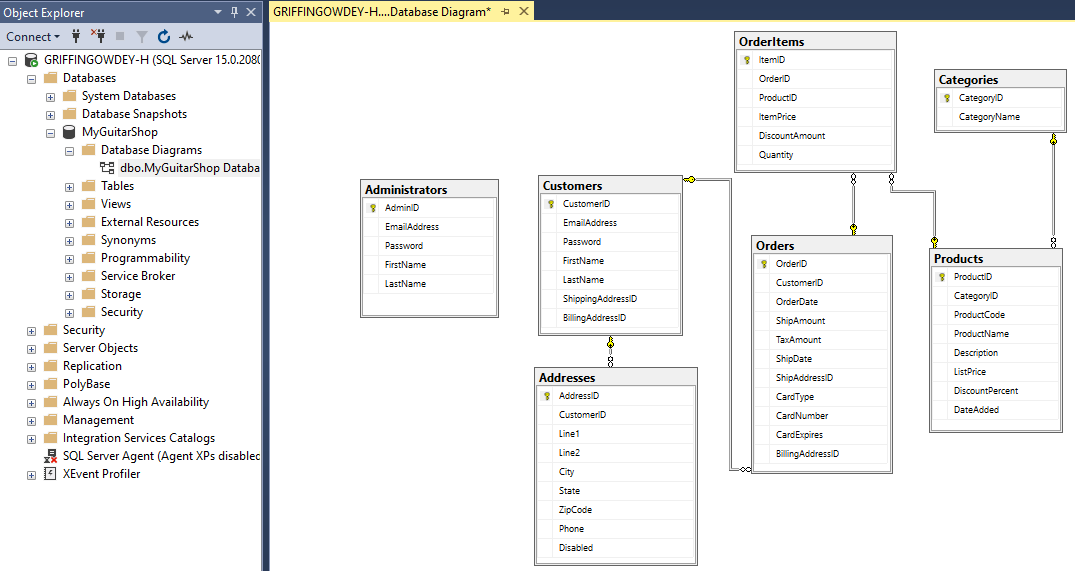 Object Explorer
Connect
GRIFFINGOWDEY-H (SQL Server 15.0.2080
Databases
System Databases
Database Snapshots
MyGuitarShop
Database Diagrams
dbo.MyGuitarShop Databa
Tables
Views
External Resources
Synonyms
Programmability
Service Broker
Storage
Security
Security
Server Objects
Replication
PolyBase
Always On High Availability
Management
Integration Services Catalogs
SQL Server Agent (Agent XPs disabled
XEvent Profiler
GRIFFINGOWDEY-H....Database Diagram*
Administrators
AdminID
EmailAddress
Password
FirstName
LastName
Customers
CustomerID
EmailAddress
Password
FirstName
LastName
ShippingAddressID
BillingAddressID
Addresses
AddressID
CustomerID
Line1
Line2
City
State
ZipCode
Phone
Disabled
OrderItems
ItemID
OrderID
ProductID
ItemPrice
DiscountAmount
Quantity
Orders
OrderID
CustomerID
OrderDate
ShipAmount
TaxAmount
ShipDate
ShipAddressID
CardType
CardNumber
CardExpires
BillingAddressID
Categories
CategoryID
CategoryName
Products
ProductID
CategoryID
ProductCode
ProductName
Description
ListPrice
DiscountPercent
DateAdded